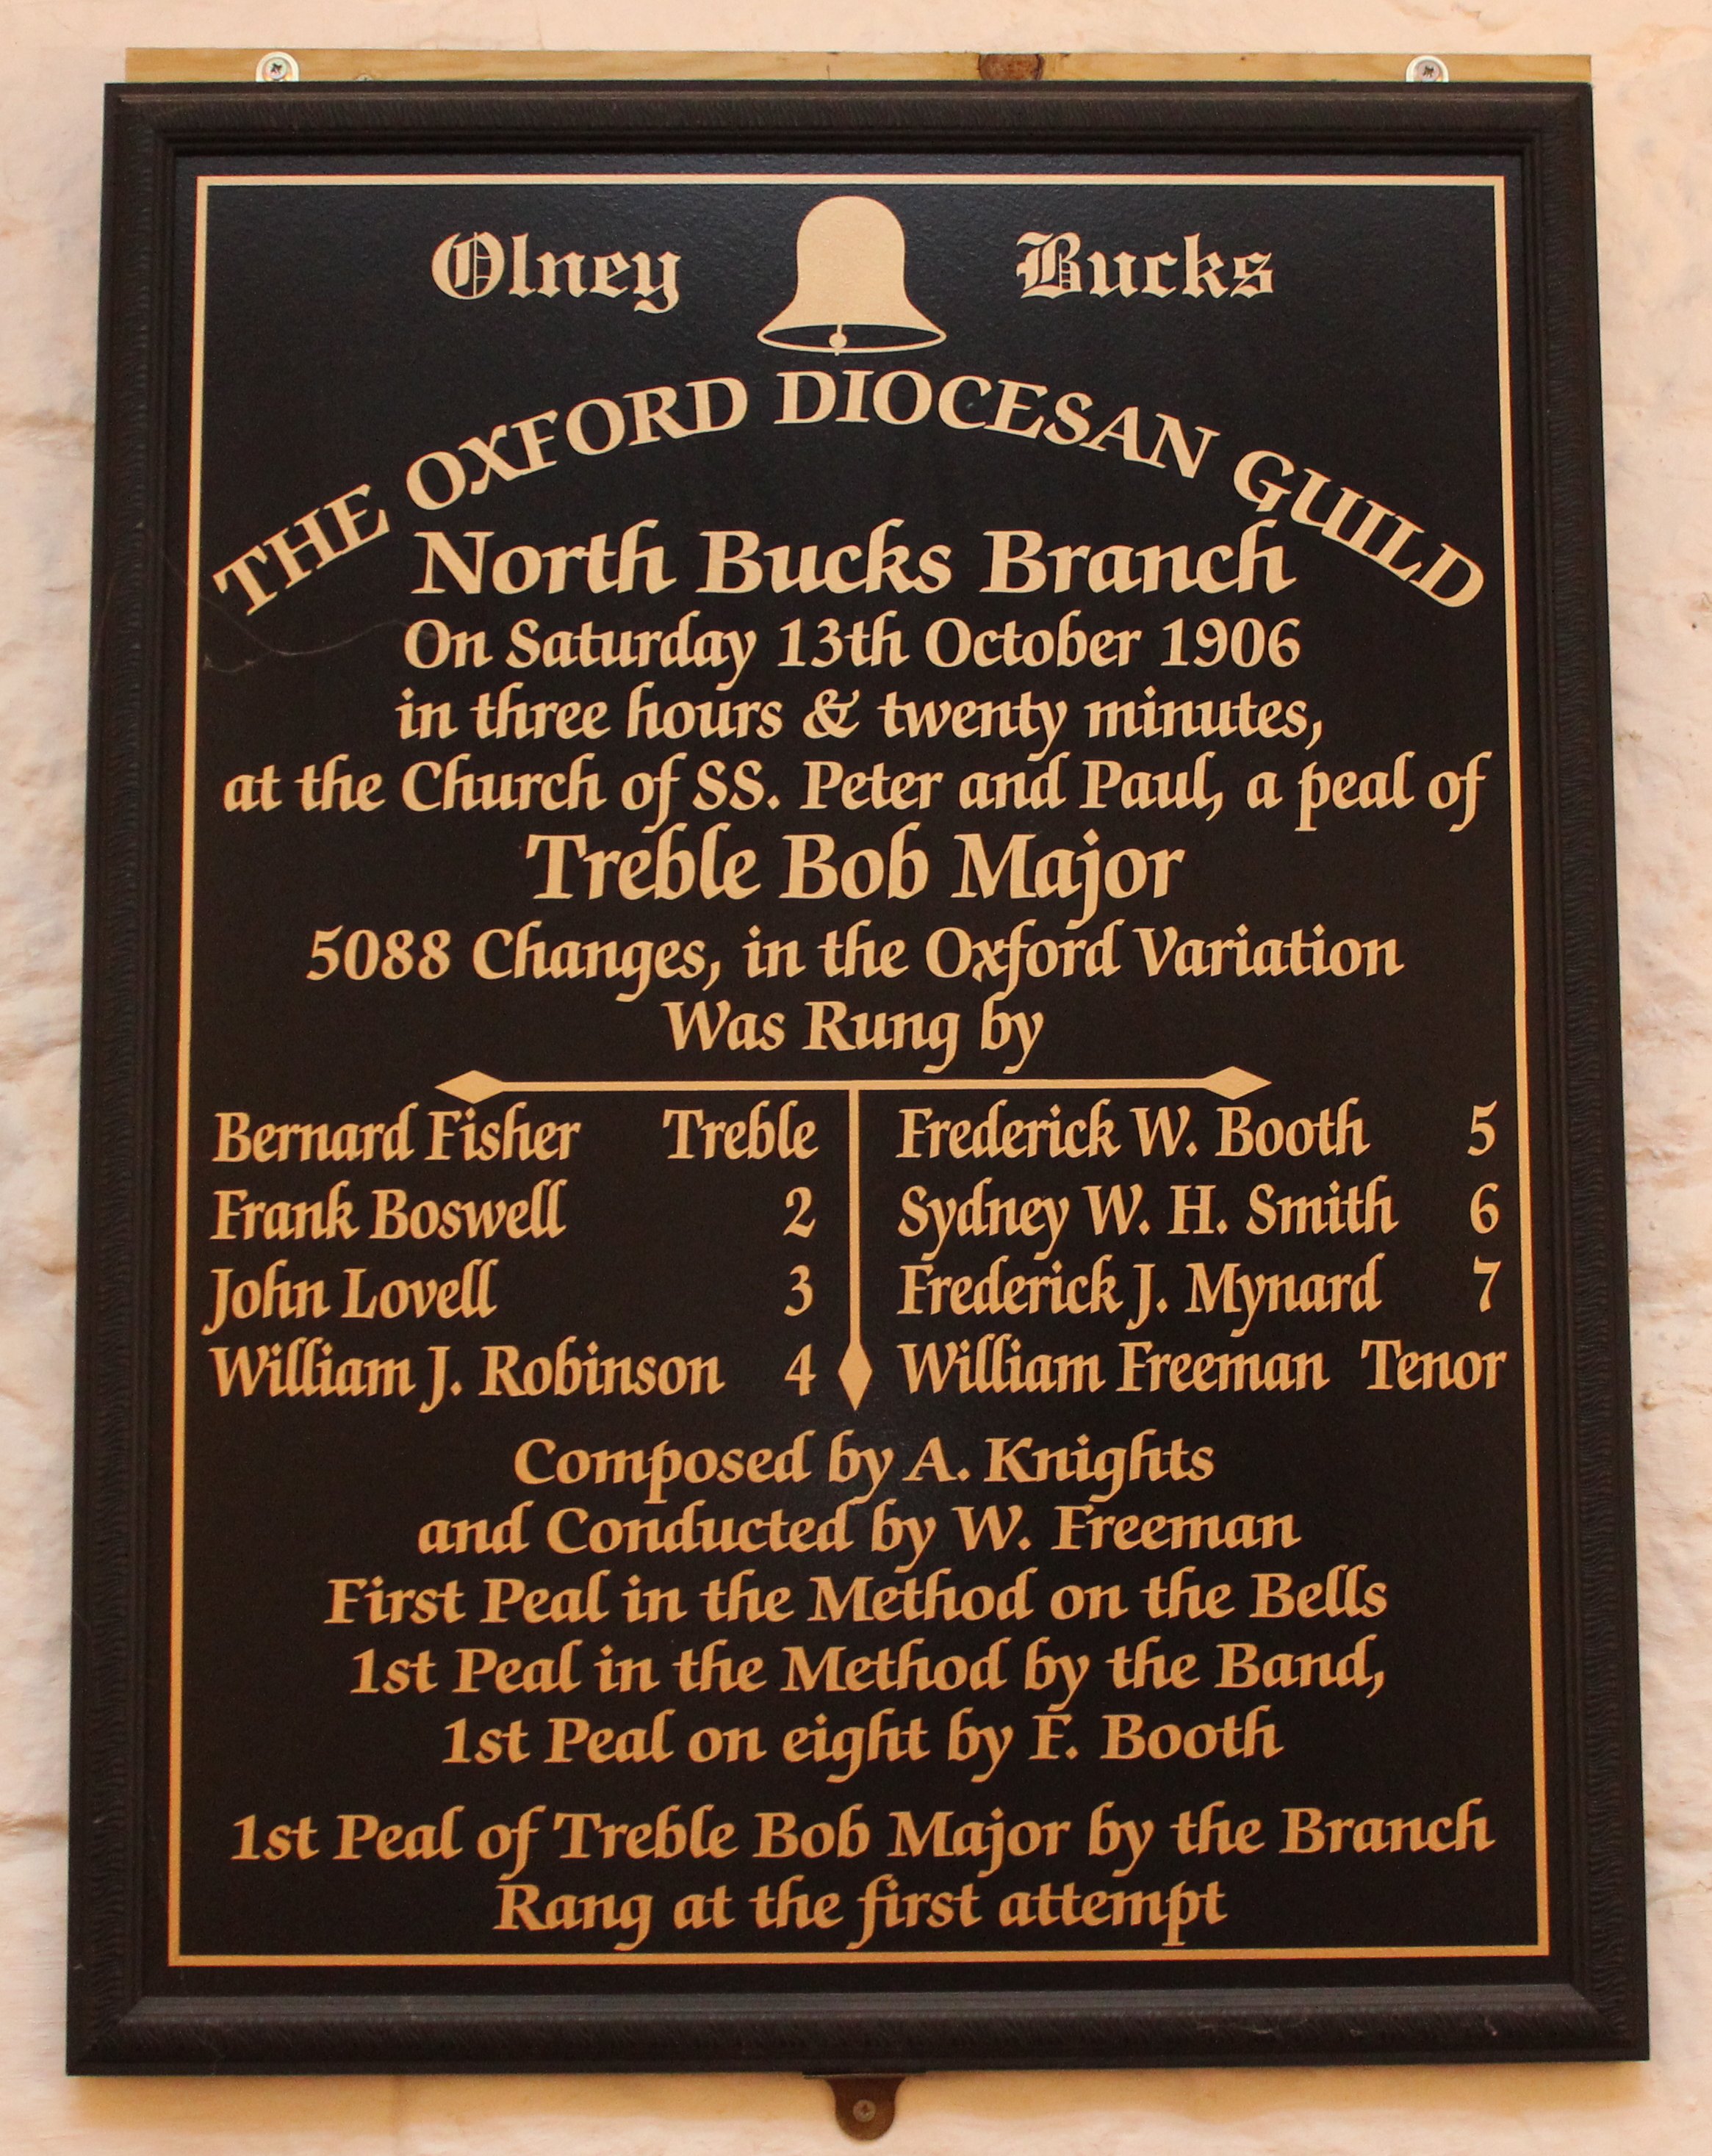 Olney Bucks
THE OXFORD DIOCESAN GUILD
North Bucks Branch
On Saturday 13th October 1906
in three hours & twenty minutes,
at the Church of SS. Peter and Paul, a peal of
Treble Bob Major
5088 Changes, in the Oxford Variation
Was Rung by
Bernard Fisher Treble
Frank Boswell 2
John Lovell 3
William J. Robinson 4
Frederick W. Booth 5
Sydney W. H. Smith 6
Frederick J. Mynard 7
William Freeman Tenor
Composed by A. Knights
and Conducted by W. Freeman
First Peal in the Method on the Bells
1st Peal in the Method by the Band,
1st Peal on eight by F. Booth
1st Peal of Treble Bob Major by the Branch
Rang at the first attempt